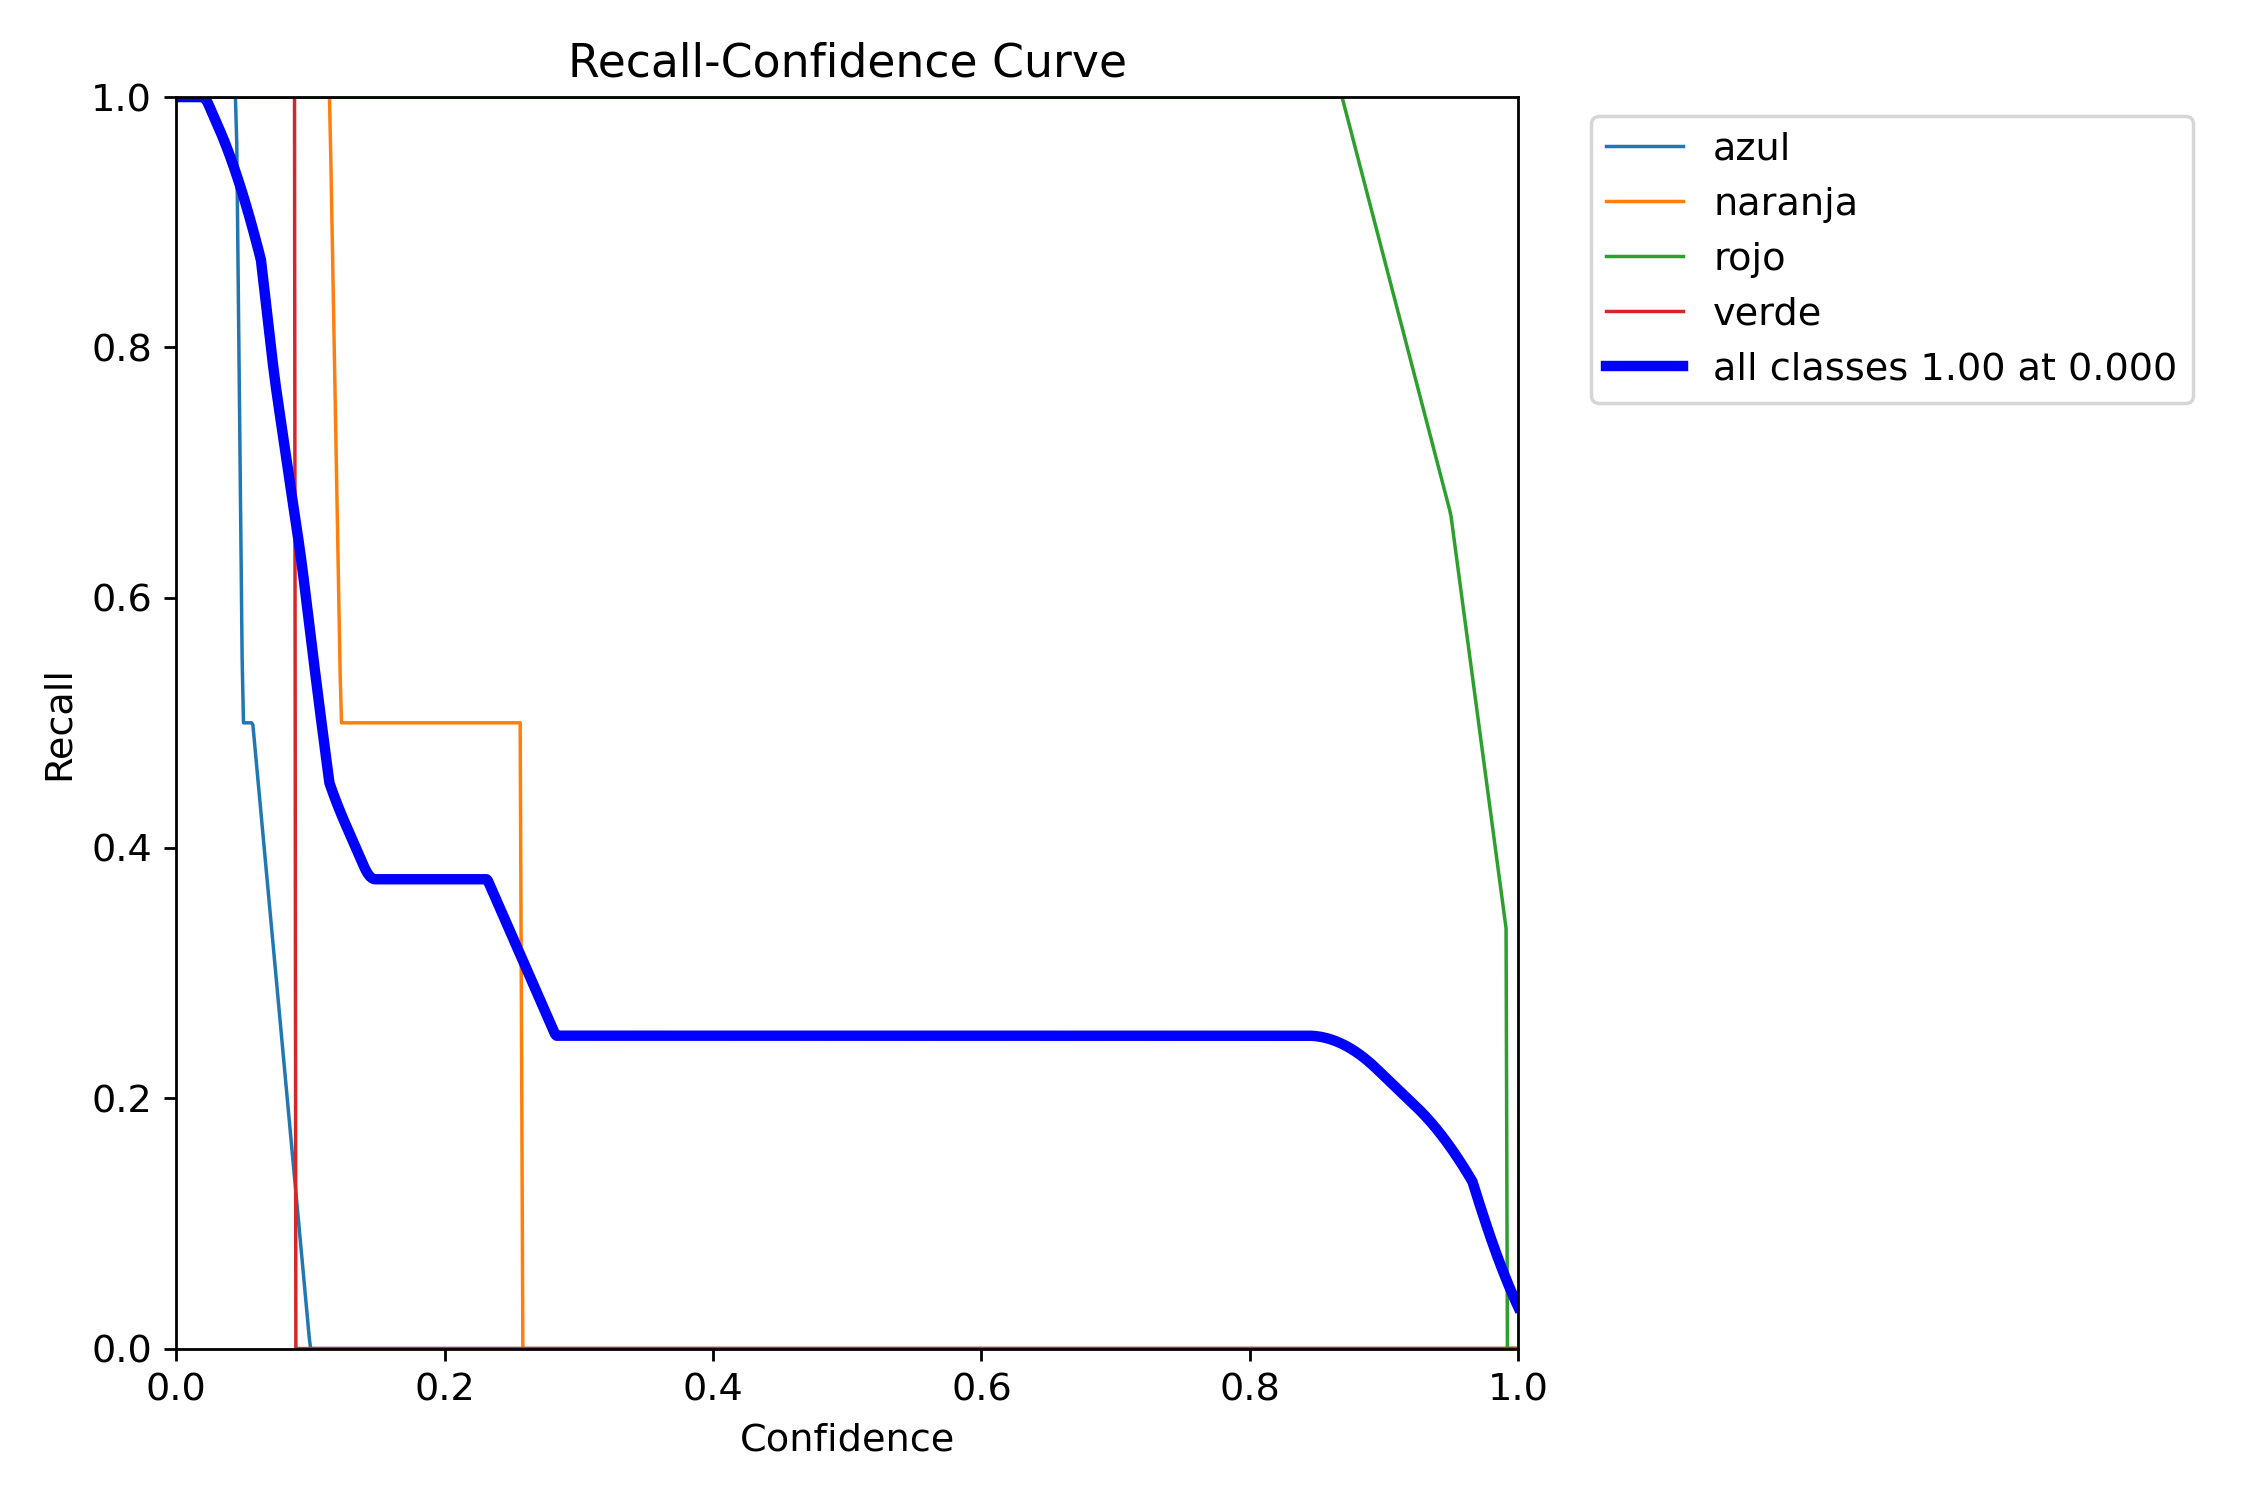 Recall-Confidence Curve
1.0
0.8
0.6
0.4
0.2
0.0
Recall
0.0 0.2 0.4 0.6 0.8 1.0
Confidence
azul
naranja
rojo
verde
all classes 1.00 at 0.000